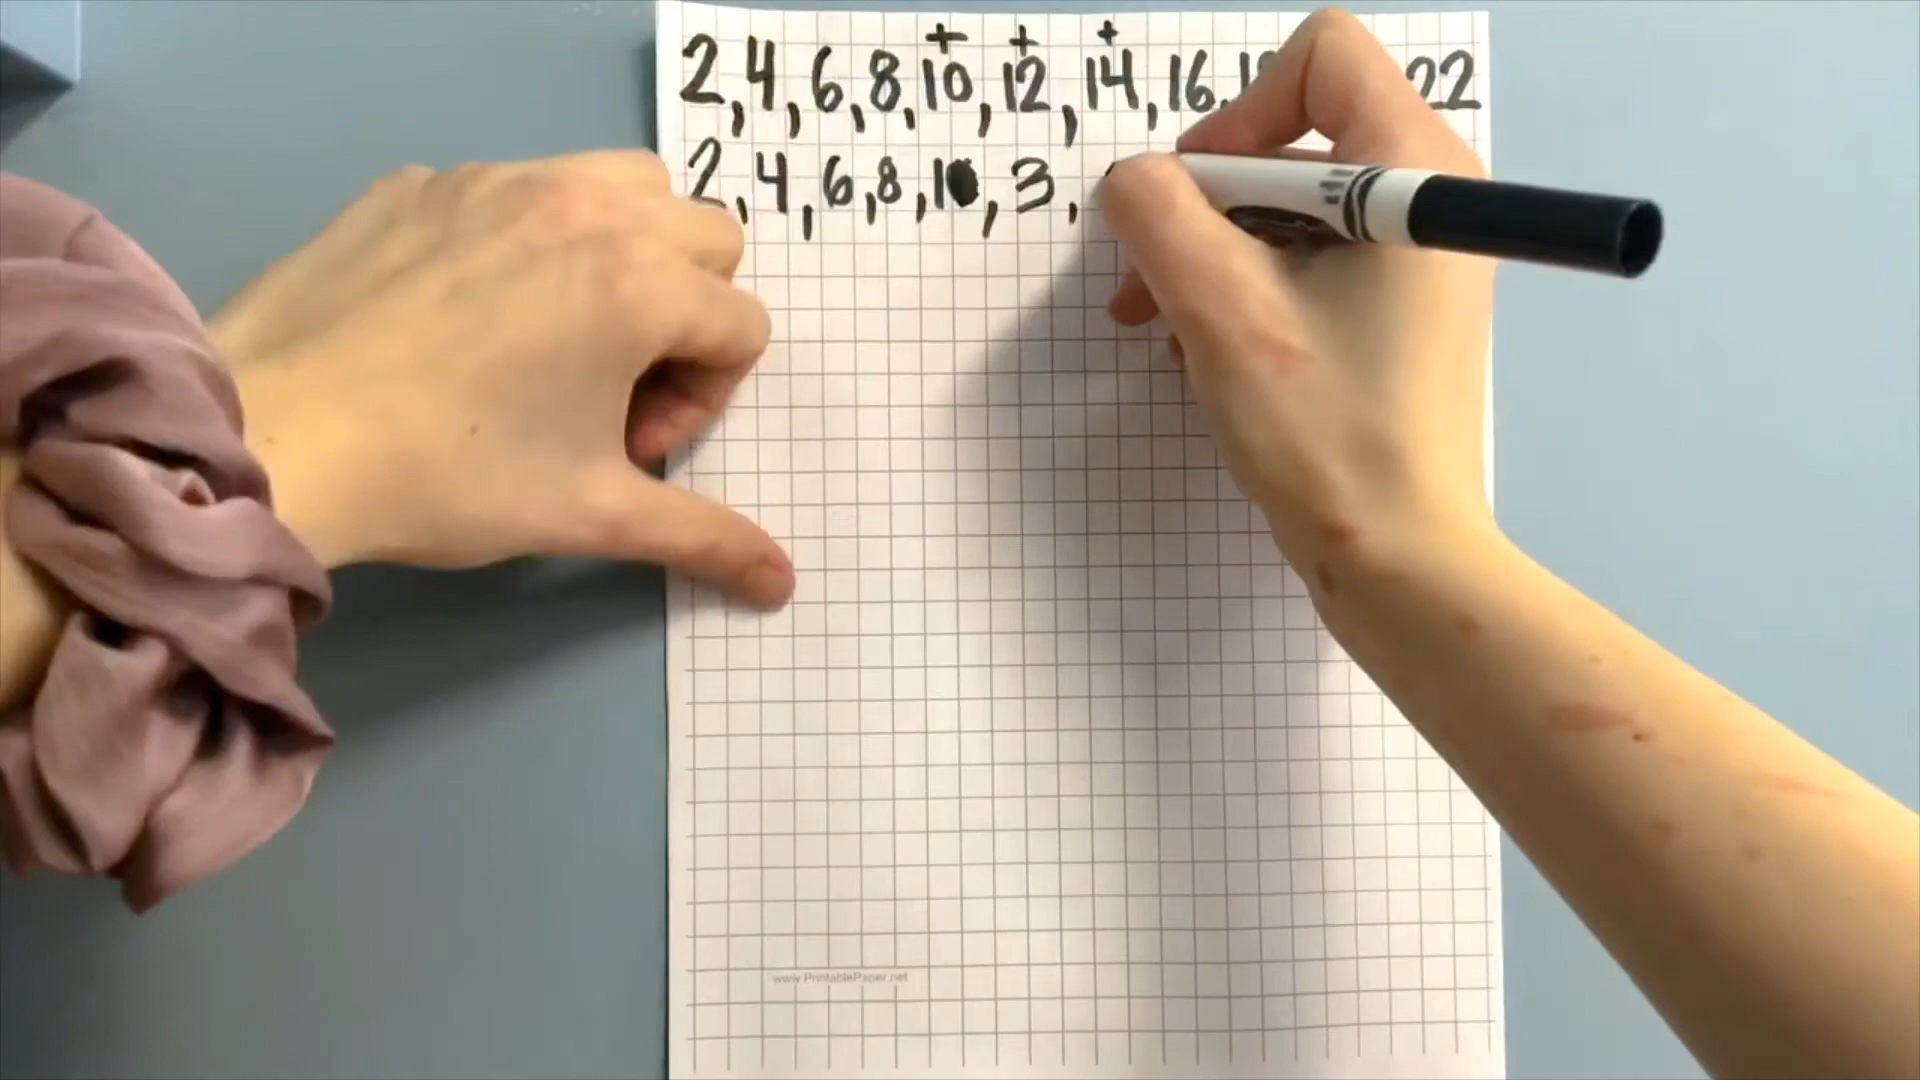 + + +
2, 4, 6, 8, 10, 12, 14, 16, 22
2, 4, 6, 8, 1, 3,
www.PrintablePaper.net